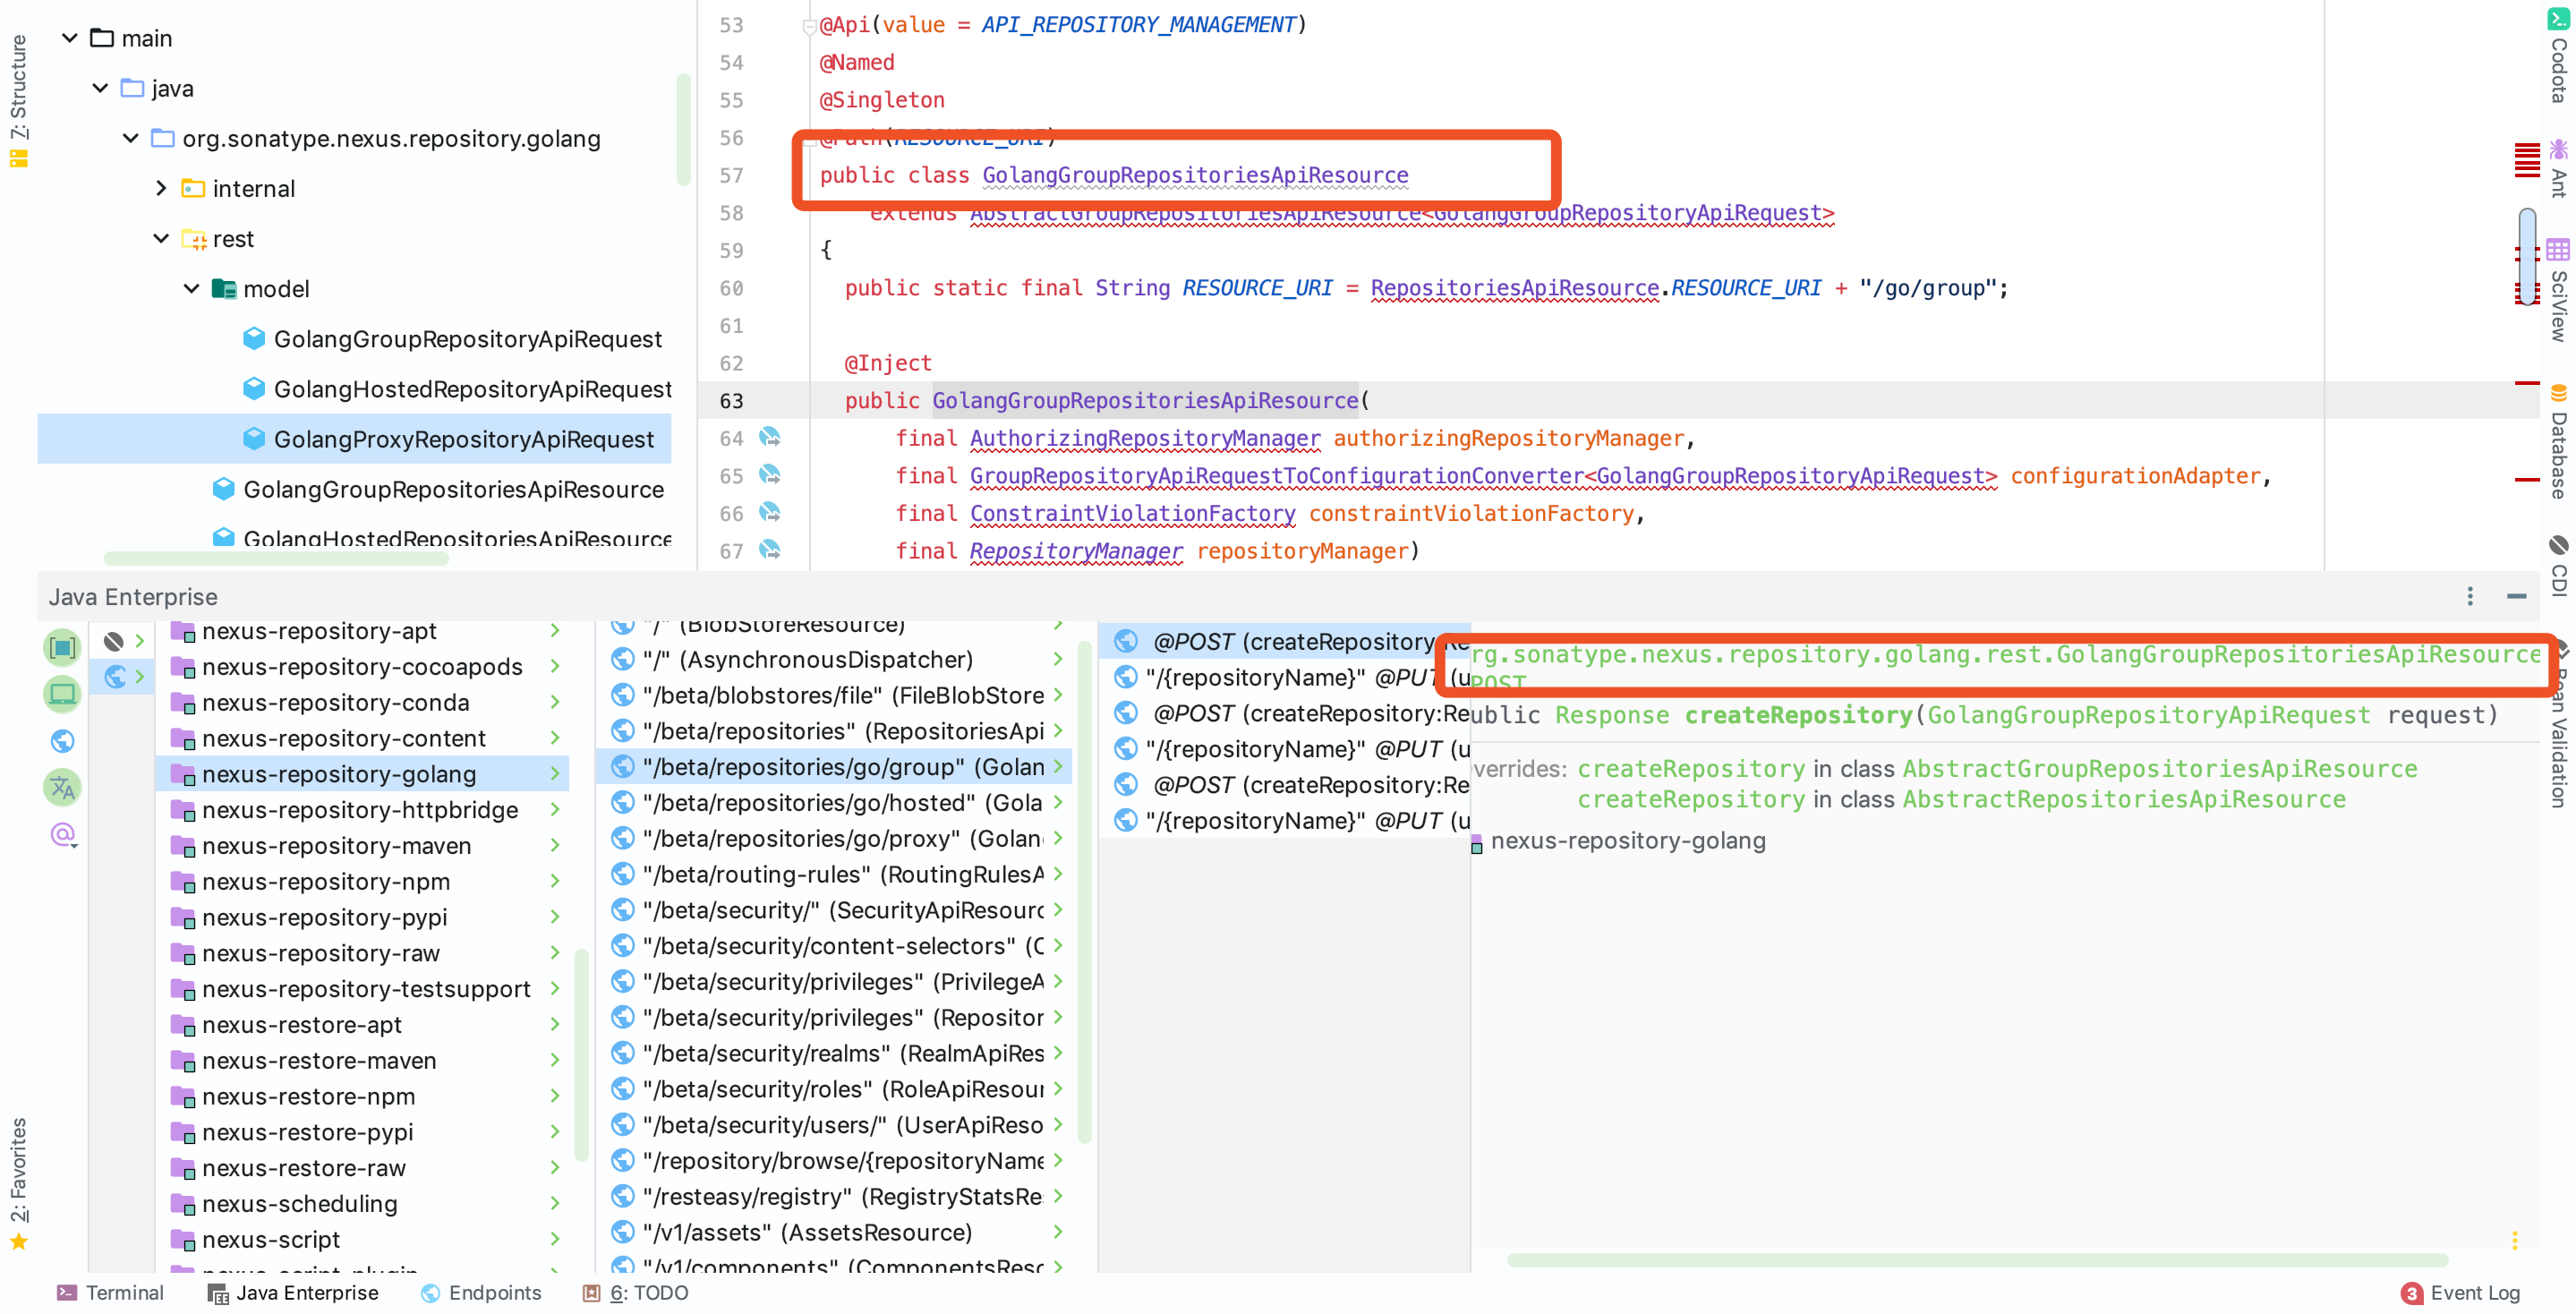 7: Structure
main
java
org.sonatype.nexus.repository.golang
internal
rest
model
GolangGroupRepositoryApiRequest
GolangHostedRepositoryApiRequest
GolangProxyRepositoryApiRequest
GolangGroupRepositoriesApiResource
GolangHostedRepositoriesApiResource
53 @Api(value = API_REPOSITORY_MANAGEMENT)
54 @Named
55 @Singleton
56 @Path(RESOURCE_URI)
57 public class GolangGroupRepositoriesApiResource
58 extends AbstractGroupRepositoriesApiResource<GolangGroupRepositoryApiRequest>
59 {
60 public static final String RESOURCE_URI = RepositoriesApiResource.RESOURCE_URI + "/go/group";
61
62 @Inject
63 public GolangGroupRepositoriesApiResource(
64 final AuthorizingRepositoryManager authorizingRepositoryManager,
65 final GroupRepositoryApiRequestToConfigurationConverter<GolangGroupRepositoryApiRequest> configurationAdapter,
66 final ConstraintViolationFactory constraintViolationFactory,
67 final RepositoryManager repositoryManager)
Codota
Ant
SciView
Database
CDI
Bean Validation
Java Enterprise
nexus-repository-apt
nexus-repository-cocoapods
nexus-repository-conda
nexus-repository-content
nexus-repository-golang
nexus-repository-httpbridge
nexus-repository-maven
nexus-repository-npm
nexus-repository-pypi
nexus-repository-raw
nexus-repository-testsupport
nexus-restore-apt
nexus-restore-maven
nexus-restore-npm
nexus-restore-pypi
nexus-restore-raw
nexus-scheduling
nexus-script
nexus-script-plugin
"/" (BlobStoreResource)
"/" (AsynchronousDispatcher)
"/beta/blobstores/file" (FileBlobStore
"/beta/repositories" (RepositoriesApi
"/beta/repositories/go/group" (Golan
"/beta/repositories/go/hosted" (Gola
"/beta/repositories/go/proxy" (Golan
"/beta/routing-rules" (RoutingRulesA
"/beta/security/" (SecurityApiResourc
"/beta/security/content-selectors" (C
"/beta/security/privileges" (PrivilegeA
"/beta/security/privileges" (Repositor
"/beta/security/realms" (RealmApiRes
"/beta/security/roles" (RoleApiResour
"/beta/security/users/" (UserApiReso
"/repository/browse/{repositoryName
"/resteasy/registry" (RegistryStatsRe
"/v1/assets" (AssetsResource)
"/v1/components" (ComponentsResc
@POST (createRepository:Re
"/{repositoryName}" @PUT (u
@POST (createRepository:Re
"/{repositoryName}" @PUT (u
@POST (createRepository:Re
"/{repositoryName}" @PUT (u
rg.sonatype.nexus.repository.golang.rest.GolangGroupRepositoriesApiResource
POST
ublic Response createRepository(GolangGroupRepositoryApiRequest request)
verrides: createRepository in class AbstractGroupRepositoriesApiResource
createRepository in class AbstractRepositoriesApiResource
nexus-repository-golang
2: Favorites
Terminal
Java Enterprise
Endpoints
6: TODO
3 Event Log